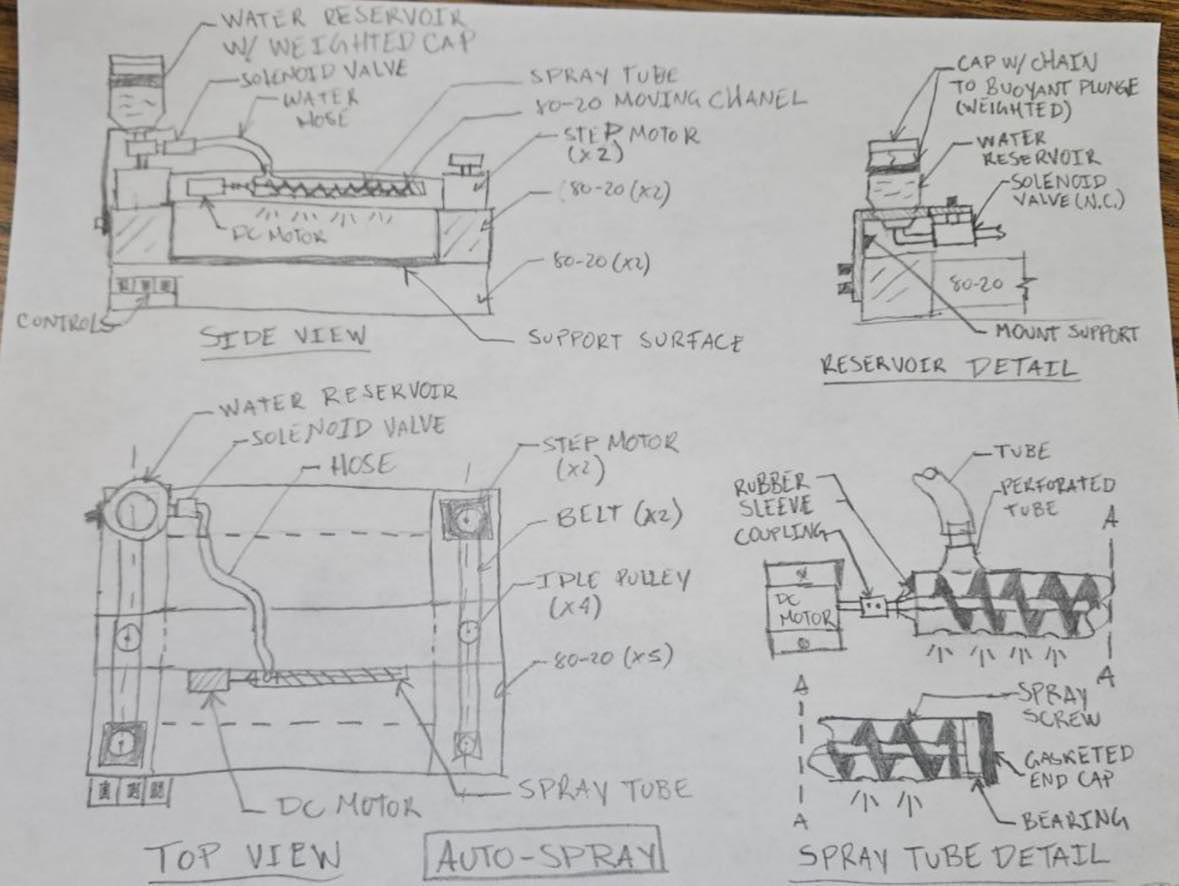 WATER RESERVOIR
W/ WEIGHTED CAP
SOLENOID VALVE
WATER
HOSE
SPRAY TUBE
80-20 MOVING CHANEL
STEP MOTOR
(X2)
80-20 (X2)
DC MOTOR
80-20 (X2)
CONTROLS
SUPPORT SURFACE
SIDE VIEW
CAP W/ CHAIN
TO BUOYANT PLUNGE
(WEIGHTED)
WATER
RESERVOIR
SOLENOID
VALVE (N.C.)
80-20
MOUNT SUPPORT
RESERVOIR DETAIL
WATER RESERVOIR
SOLENOID VALVE
HOSE
STEP MOTOR
(X2)
BELT (X2)
IDLE PULLEY
(X4)
80-20 (X5)
SPRAY TUBE
DC MOTOR
TOP VIEW
AUTO-SPRAY
TUBE
RUBBER
SLEEVE
COUPLING
PERFORATED
TUBE
A
DC
MOTOR
A
A
SPRAY
SCREW
GASKETED
END CAP
A
BEARING
SPRAY TUBE DETAIL